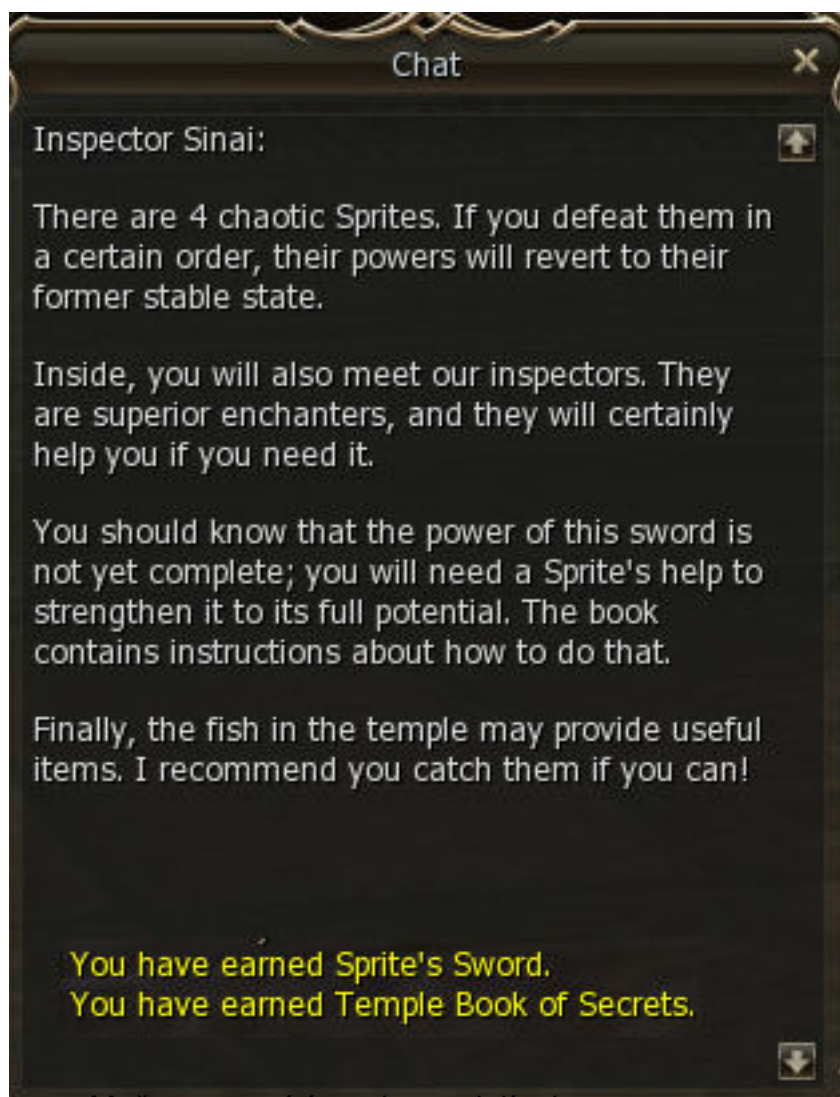 Chat
Inspector Sinai:
There are 4 chaotic Sprites. If you defeat them in
a certain order, their powers will revert to their
former stable state.
Inside, you will also meet our inspectors. They
are superior enchanters, and they will certainly
help you if you need it.
You should know that the power of this sword is
not yet complete; you will need a Sprite's help to
strengthen it to its full potential. The book
contains instructions about how to do that.
Finally, the fish in the temple may provide useful
items. I recommend you catch them if you can!
You have earned Sprite's Sword.
You have earned Temple Book of Secrets.